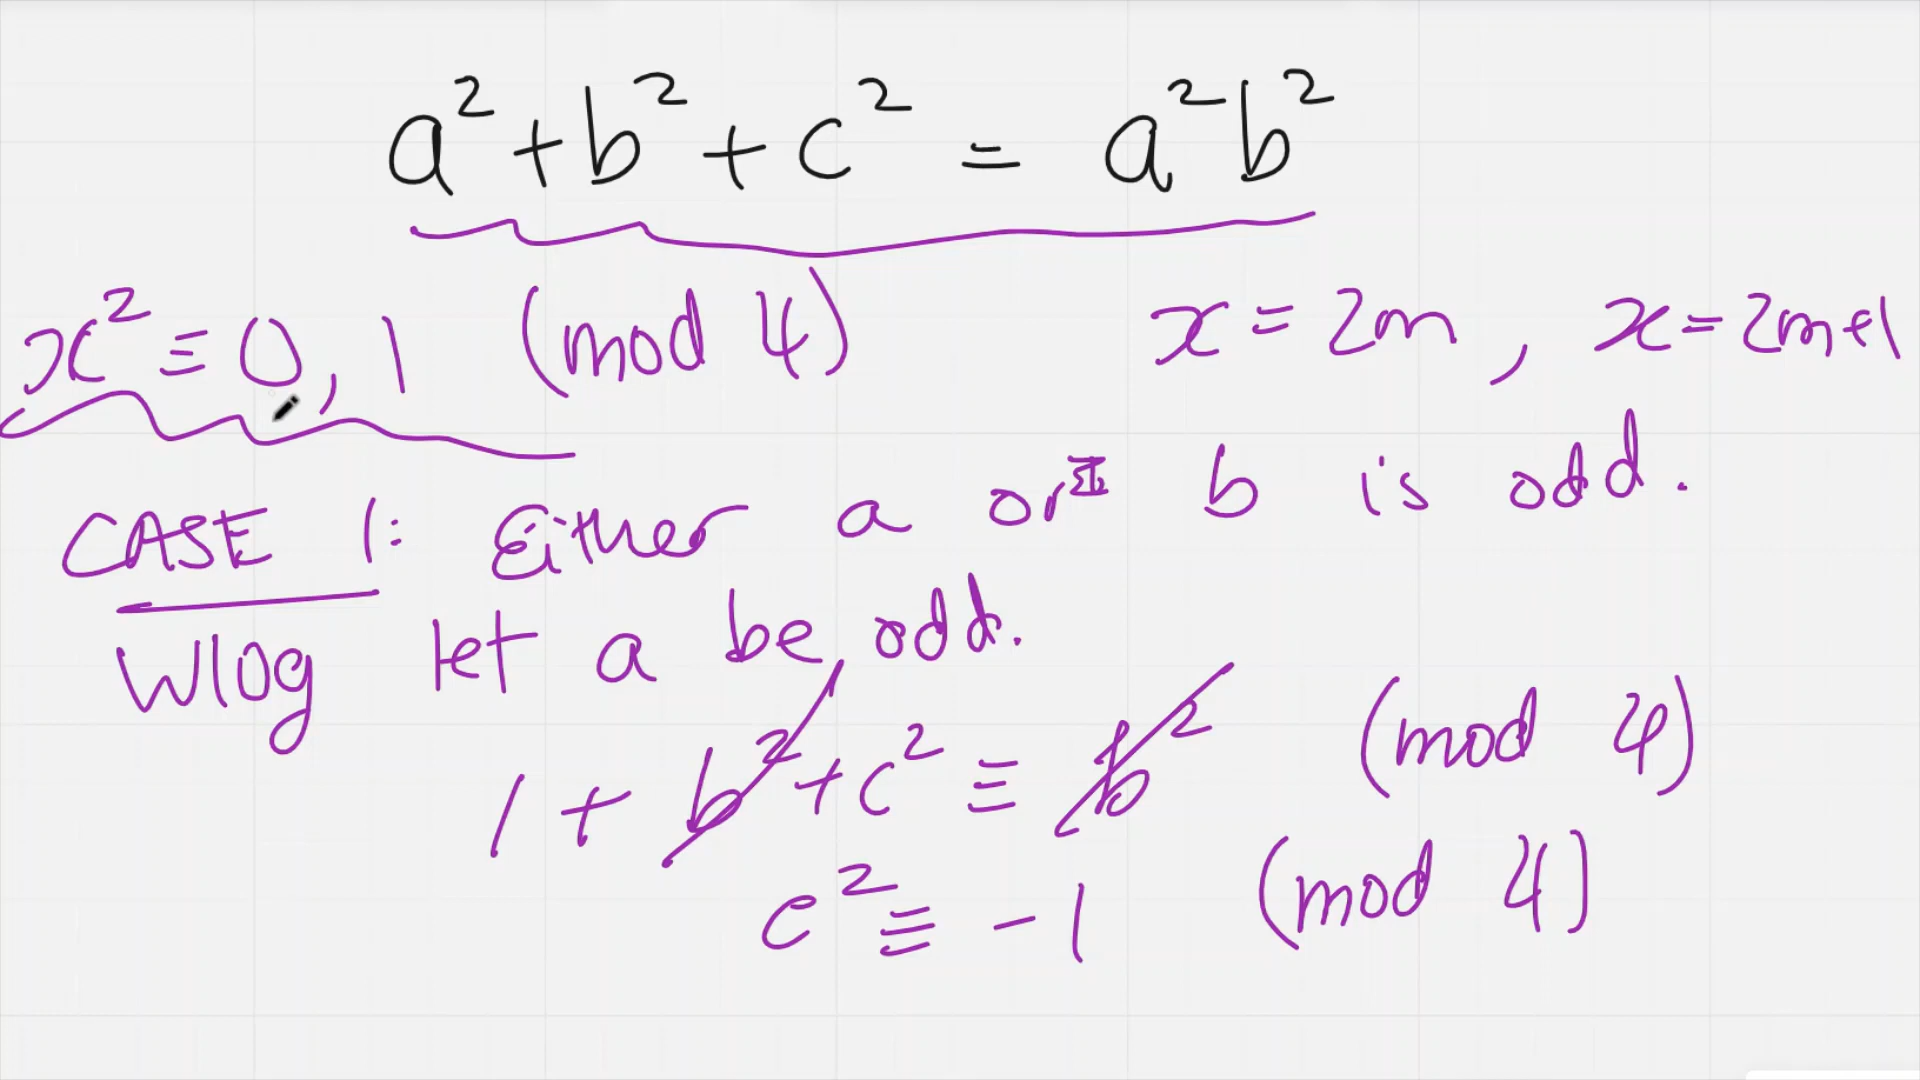 a² + b² + c² = a²b²
x² ≡ 0, 1 (mod 4) x = 2m, x = 2m+1
CASE 1: Either a or b is odd.
Wlog let a be odd.
1 + b² + c² ≡ b² (mod 4)
c² ≡ -1 (mod 4)